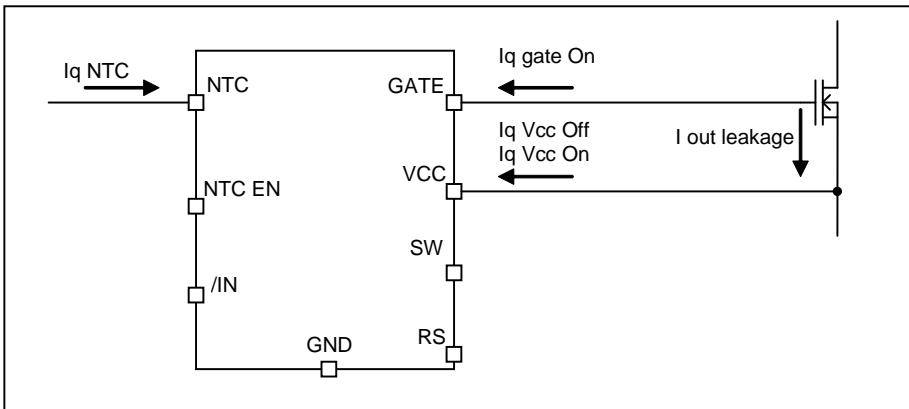 Iq NTC
NTC
NTC EN
/IN
GND
GATE
VCC
SW
RS
Iq gate On
Iq Vcc Off
Iq Vcc On
I out leakage